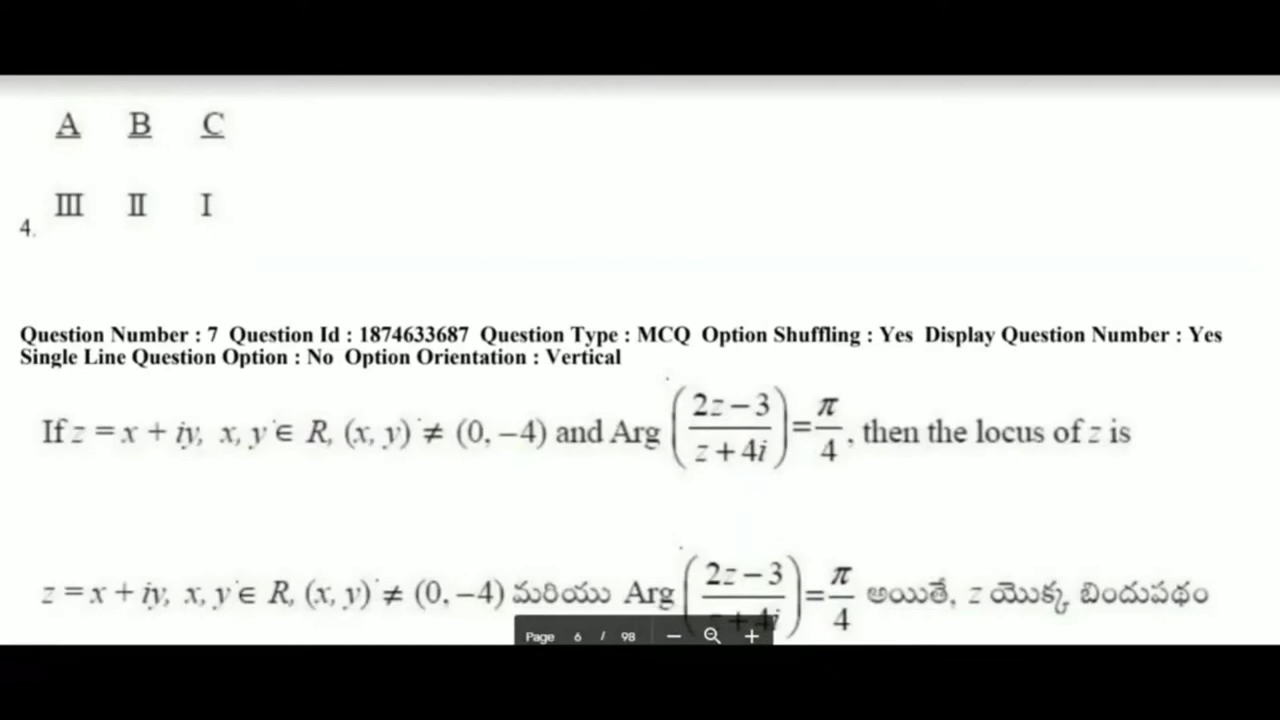 A B C
III II I
4.
Question Number : 7 Question Id : 1874633687 Question Type : MCQ Option Shuffling : Yes Display Question Number : Yes
Single Line Question Option : No Option Orientation : Vertical
If z = x + iy, x, y ∈ R, (x, y) ≠ (0, −4) and Arg ((2z − 3)/(z + 4i)) = π/4, then the locus of z is
z = x + iy, x, y ∈ R, (x, y) ≠ (0, −4) మరియు Arg ((2z − 3)/(z + 4i)) = π/4 అయితే, z యొక్క బిందుపథం
Page 6 / 98 − +